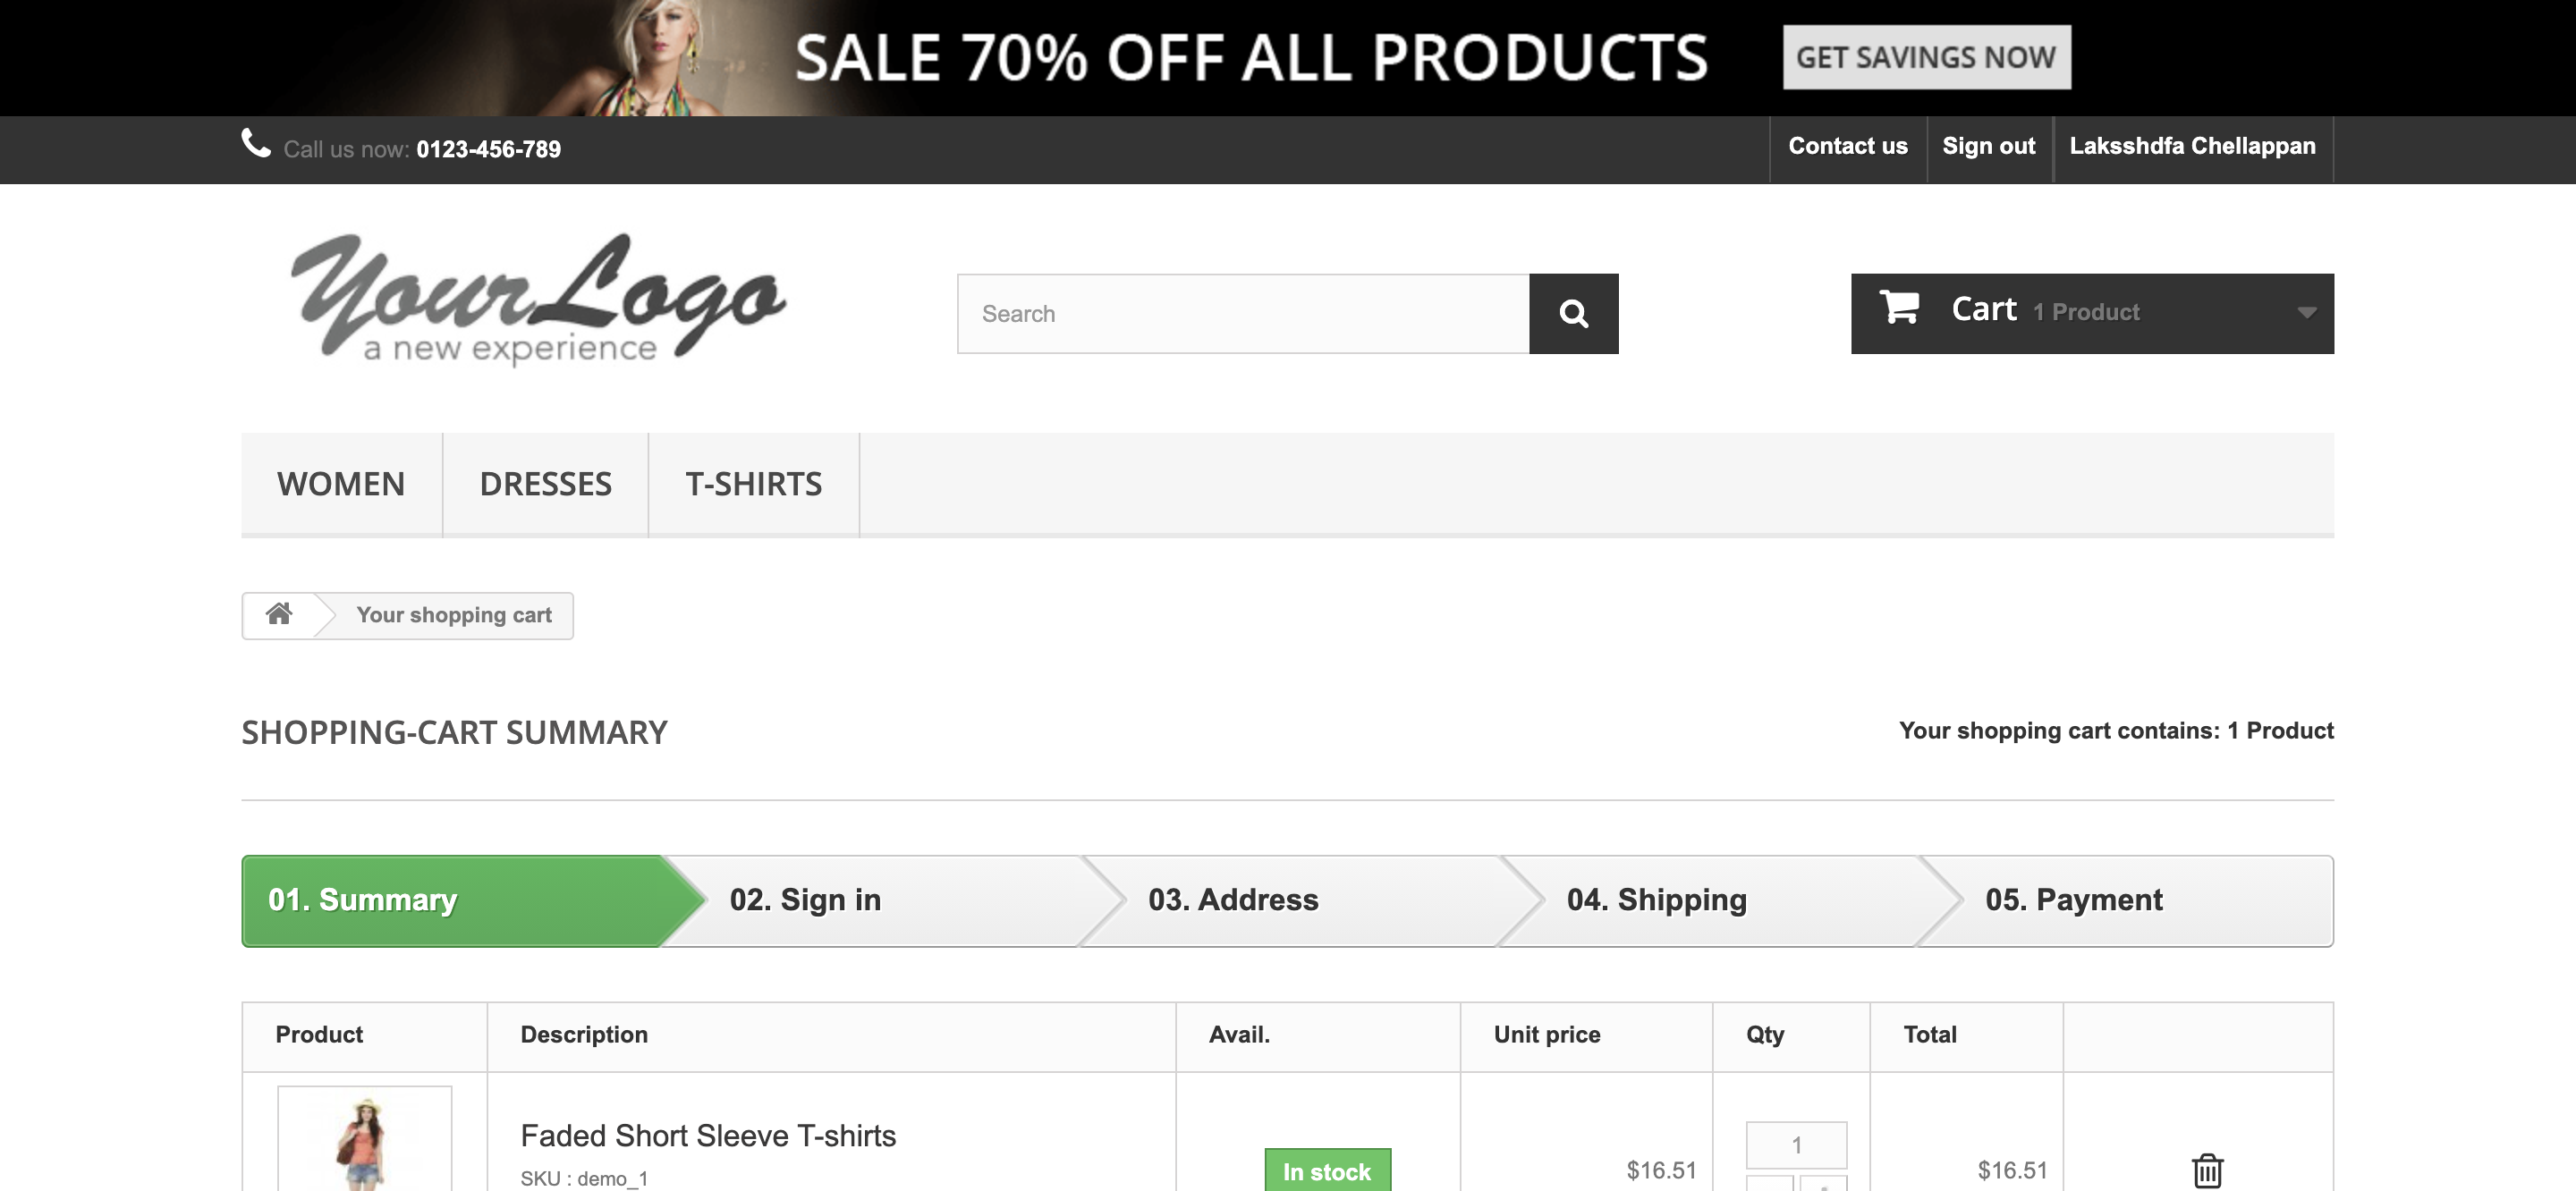 SALE 70% OFF ALL PRODUCTS
GET SAVINGS NOW
Call us now: 0123-456-789
Contact us
Sign out
Laksshdfa Chellappan
YourLogo
a new experience
Search
Cart 1 Product
WOMEN
DRESSES
T-SHIRTS
Your shopping cart
SHOPPING-CART SUMMARY
Your shopping cart contains: 1 Product
01. Summary
02. Sign in
03. Address
04. Shipping
05. Payment
Product
Description
Avail.
Unit price
Qty
Total
Faded Short Sleeve T-shirts
SKU : demo_1
In stock
$16.51
1
$16.51